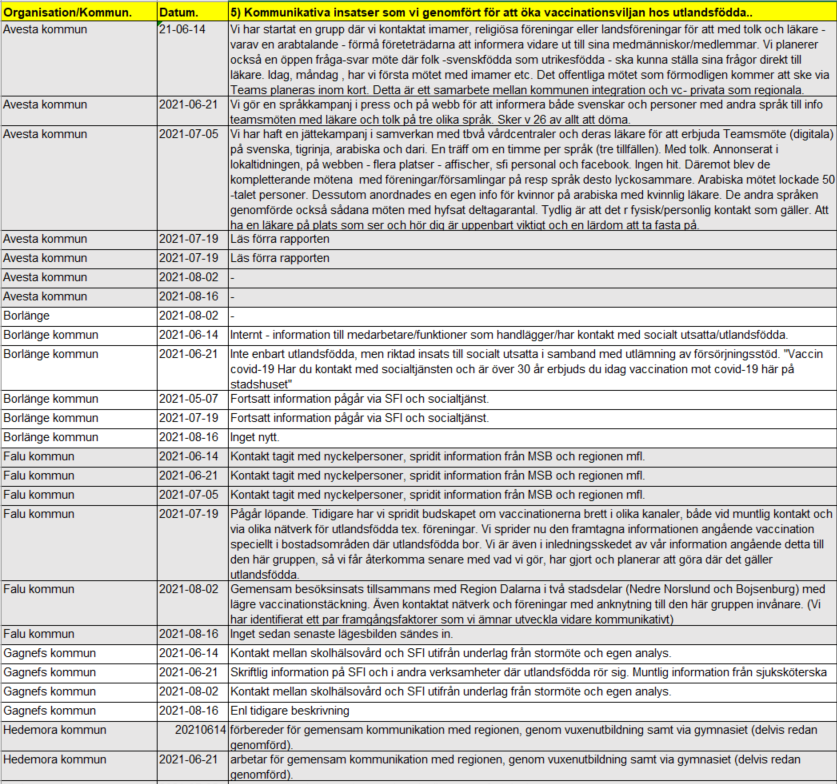 Organisation/Kommun. Datum. 5) Kommunikativa insatser som vi genomfört för att öka vaccinationsviljan hos utlandsfödda..
Avesta kommun 21-06-14 Vi har startat en grupp där vi kontaktat imamer, religiösa föreningar eller landsföreningar för att med tolk och läkare -
varav en arabtalande - förmå företeträdarna att informera vidare ut till sina medmänniskor/medlemmar. Vi planerer
också en öppen fråga-svar möte där folk -svenskfödda som utrikesfödda - ska kunna ställa sina frågor direkt till
läkare. Idag, måndag , har vi första mötet med imamer etc. Det offentliga mötet som förmodligen kommer att ske via
Teams planeras inom kort. Detta är ett samarbete mellan kommunen integration och vc- privata som regionala.
Avesta kommun 2021-06-21 Vi gör en språkkampanj i press och på webb för att informera både svenskar och personer med andra språk till info
teamsmöten med läkare och tolk på tre olika språk. Sker v 26 av allt att döma.
Avesta kommun 2021-07-05 Vi har haft en jättekampanj i samverkan med tbvå vårdcentraler och deras läkare för att erbjuda Teamsmöte (digitala)
på svenska, tigrinja, arabiska och dari. En träff om en timme per språk (tre tillfällen). Med tolk. Annonserat i
lokaltidningen, på webben - flera platser - affischer, sfi personal och facebook. Ingen hit. Däremot blev de
kompletterande mötena med föreningar/församlingar på resp språk desto lyckosammare. Arabiska mötet lockade 50
-talet personer. Dessutom anordnades en egen info för kvinnor på arabiska med kvinnlig läkare. De andra språken
genomförde också sådana möten med hyfsat deltagarantal. Tydlig är att det r fysisk/personlig kontakt som gäller. Att
ha en läkare på plats som ser och hör dig är uppenbart viktigt och en lärdom att ta fasta på.
Avesta kommun 2021-07-19 Läs förra rapporten
Avesta kommun 2021-07-19 Läs förra rapporten
Avesta kommun 2021-08-02 -
Avesta kommun 2021-08-16 -
Borlänge 2021-08-02 -
Borlänge kommun 2021-06-14 Internt - information till medarbetare/funktioner som handlägger/har kontakt med socialt utsatta/utlandsfödda.
Borlänge kommun 2021-06-21 Inte enbart utlandsfödda, men riktad insats till socialt utsatta i samband med utlämning av försörjningsstöd. "Vaccin
covid-19 Har du kontakt med socialtjänsten och är över 30 år erbjuds du idag vaccination mot covid-19 här på
stadshuset"
Borlänge kommun 2021-05-07 Fortsatt information pågår via SFI och socialtjänst.
Borlänge kommun 2021-07-19 Fortsatt information pågår via SFI och socialtjänst.
Borlänge kommun 2021-08-16 Inget nytt.
Falu kommun 2021-06-14 Kontakt tagit med nyckelpersoner, spridit information från MSB och regionen mfl.
Falu kommun 2021-06-21 Kontakt tagit med nyckelpersoner, spridit information från MSB och regionen mfl.
Falu kommun 2021-07-05 Kontakt tagit med nyckelpersoner, spridit information från MSB och regionen mfl.
Falu kommun 2021-07-19 Pågår löpande. Tidigare har vi spridit budskapet om vaccinationerna brett i olika kanaler, både vid muntlig kontakt och
via olika nätverk för utlandsfödda tex. föreningar. Vi sprider nu den framtagna informationen angående vaccination
speciellt i bostadsområden där utlandsfödda bor. Vi är även i inledningsskedet av vår information angående detta till
den här gruppen, så vi får återkomma senare med vad vi gör, har gjort och planerar att göra där det gäller
utlandsfödda.
Falu kommun 2021-08-02 Gemensam besöksinsats tillsammans med Region Dalarna i två stadsdelar (Nedre Norslund och Bojsenburg) med
lägre vaccinationstäckning. Även kontaktat nätverk och föreningar med anknytning till den här gruppen invånare. (Vi
har identifierat ett par framgångsfaktorer som vi ämnar utveckla vidare kommunikativt)
Falu kommun 2021-08-16 Inget sedan senaste lägesbilden sändes in.
Gagnefs kommun 2021-06-14 Kontakt mellan skolhälsovård och SFI utifrån underlag från stormöte och egen analys.
Gagnefs kommun 2021-06-21 Skriftlig information på SFI och i andra verksamheter där utlandsfödda rör sig. Muntlig information från sjuksköterska
Gagnefs kommun 2021-08-02 Kontakt mellan skolhälsovård och SFI utifrån underlag från stormöte och egen analys.
Gagnefs kommun 2021-08-16 Enl tidigare beskrivning
Hedemora kommun 20210614 förbereder för gemensam kommunikation med regionen, genom vuxenutbildning samt via gymnasiet (delvis redan
genomförd).
Hedemora kommun 2021-06-21 arbetar för gemensam kommunikation med regionen, genom vuxenutbildning samt via gymnasiet (delvis redan
genomförd).